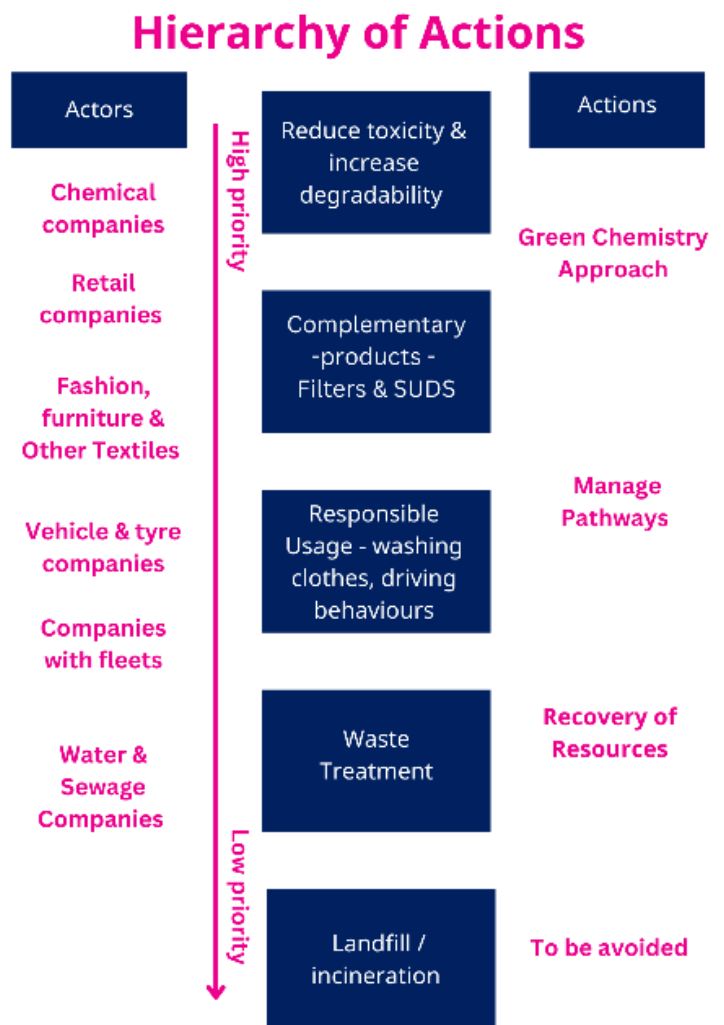 Hierarchy of Actions
Actors
Chemical
companies
Retail
companies
Fashion,
furniture &
Other Textiles
Vehicle & tyre
companies
Companies
with fleets
Water &
Sewage
Companies
High priority
Low priority
Reduce toxicity &
increase
degradability
Complementary
-products -
Filters & SUDS
Responsible
Usage - washing
clothes, driving
behaviours
Waste
Treatment
Landfill /
incineration
Actions
Green Chemistry
Approach
Manage
Pathways
Recovery of
Resources
To be avoided